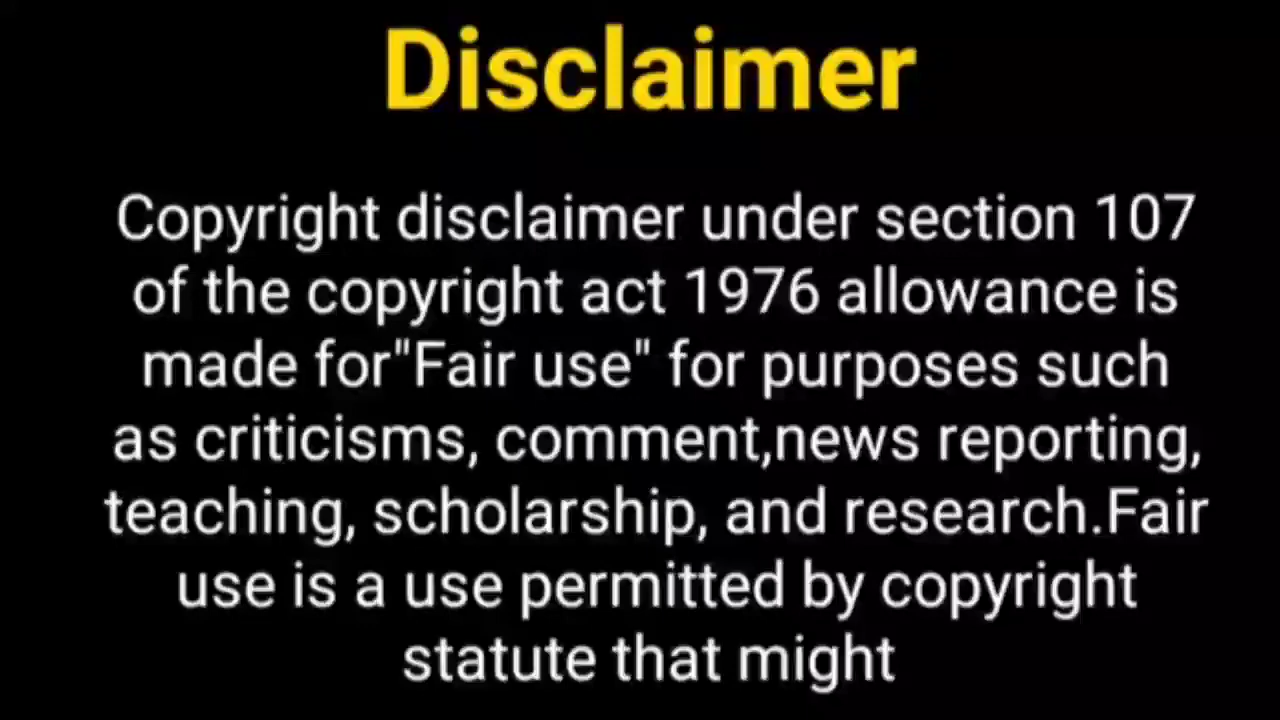 Disclaimer
Copyright disclaimer under section 107
of the copyright act 1976 allowance is
made for"Fair use" for purposes such
as criticisms, comment,news reporting,
teaching, scholarship, and research.Fair
use is a use permitted by copyright
statute that might